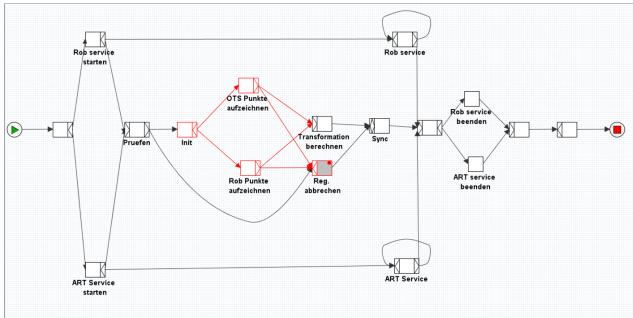 Rob service
starten
Rob service
OTS Punkte
aufzeichnen
Rob service
beenden
Pruefen
Init
Transformation
berechnen
Sync
Rob Punkte
aufzeichnen
Reg.
abbrechen
ART service
beenden
ART Service
starten
ART Service